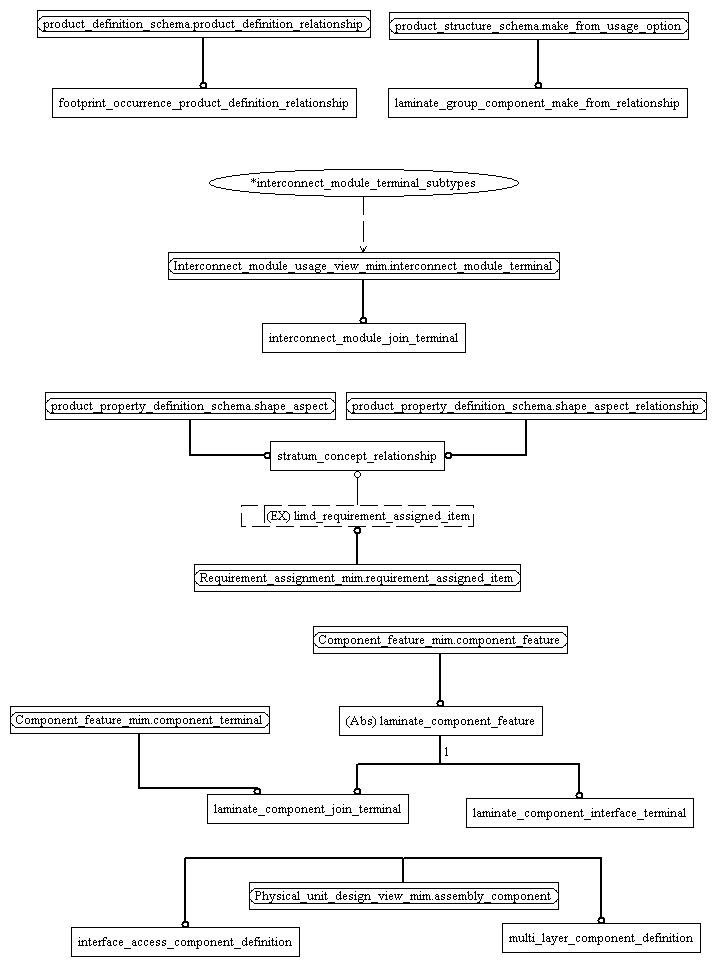 product_definition_schema.product_definition_relationship
product_structure_schema.make_from_usage_option
footprint_occurrence_product_definition_relationship
laminate_group_component_make_from_relationship
*interconnect_module_terminal_subtypes
Interconnect_module_usage_view_mim.interconnect_module_terminal
interconnect_module_join_terminal
product_property_definition_schema.shape_aspect
product_property_definition_schema.shape_aspect_relationship
stratum_concept_relationship
(EX) limd_requirement_assigned_item
Requirement_assignment_mim.requirement_assigned_item
Component_feature_mim.component_feature
Component_feature_mim.component_terminal
(Abs) laminate_component_feature
1
laminate_component_join_terminal
laminate_component_interface_terminal
Physical_unit_design_view_mim.assembly_component
interface_access_component_definition
multi_layer_component_definition